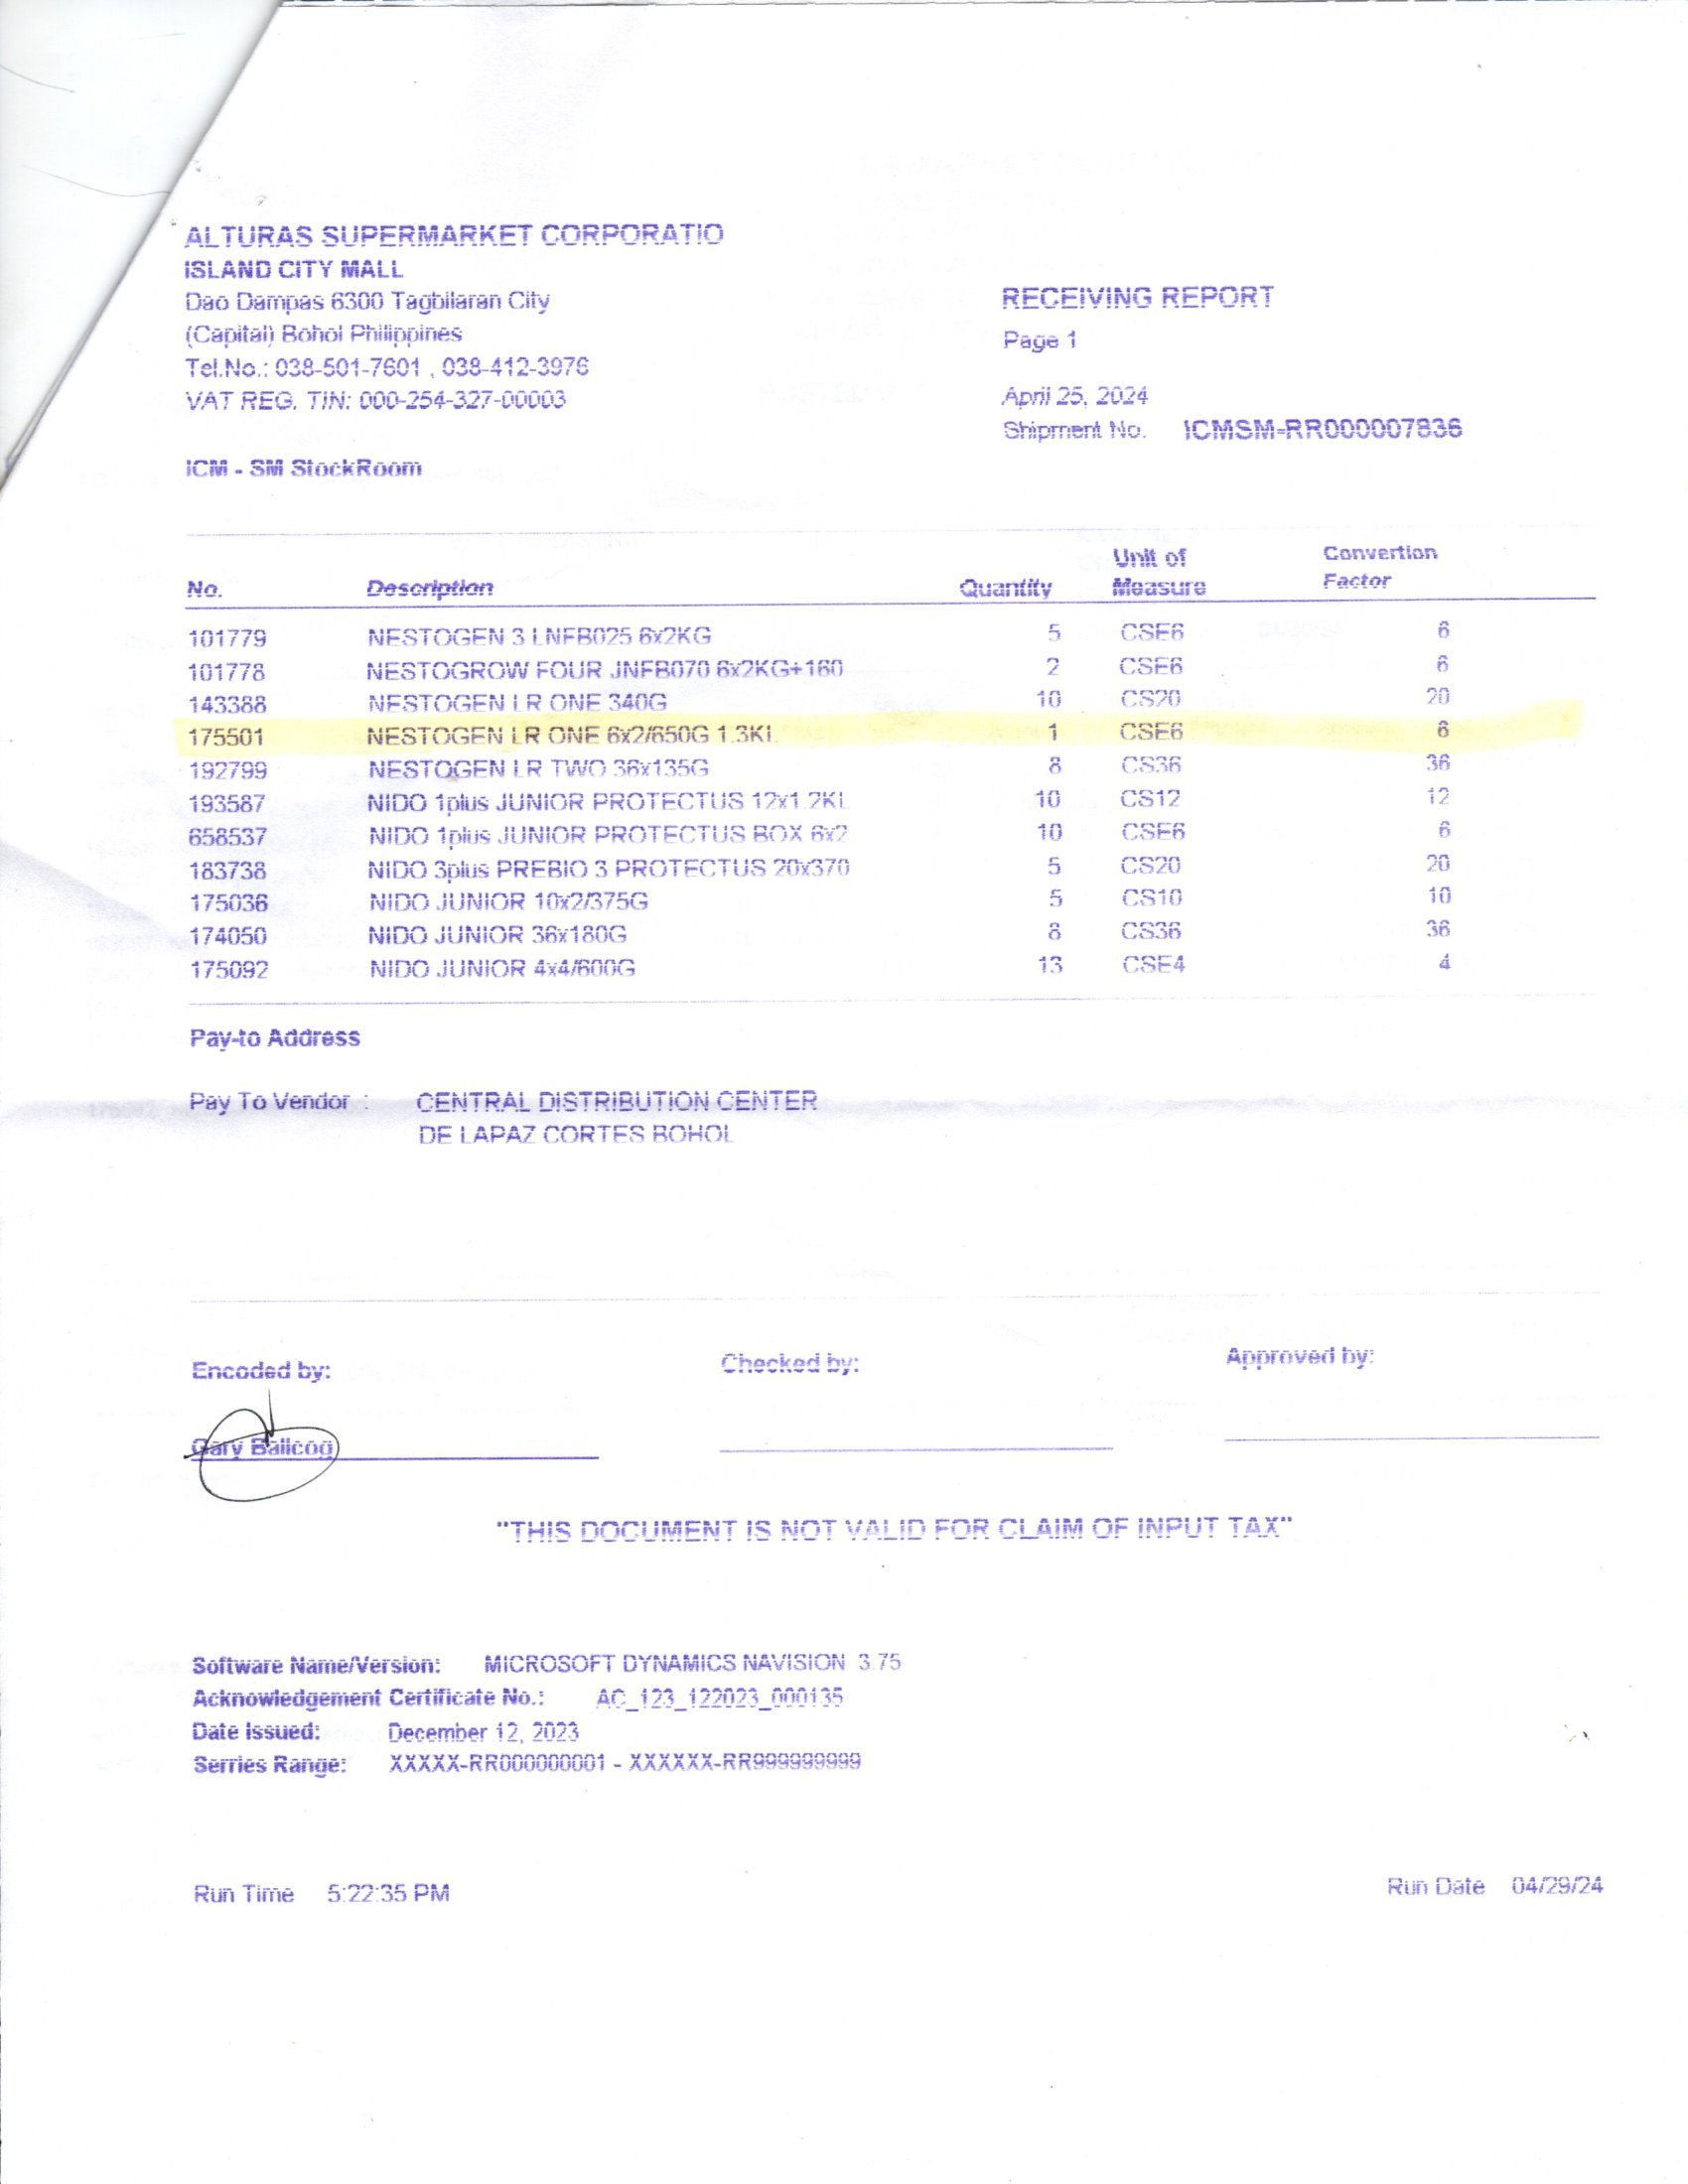 ALTURAS SUPERMARKET CORPORATIO
ISLAND CITY MALL
Dao Dampas 6300 Tagbilaran City
(Capital) Bohol Philippines
Tel.No.: 038-501-7601 , 038-412-3976
VAT REG. TIN: 000-254-327-00003
RECEIVING REPORT
Page 1
April 25, 2024
Shipment No. ICMSM-RR000007836
ICM - SM StockRoom
No. Description Quantity Unit of Measure Convertion Factor
101779 NESTOGEN 3 LNFB025 6x2KG 5 CSE6 6
101778 NESTOGROW FOUR JNFB070 6x2KG+160 2 CSE6 6
143388 NESTOGEN LR ONE 340G 10 CS20 20
175501 NESTOGEN LR ONE 6x2/650G 1.3KL 1 CSE6 6
192799 NESTOGEN LR TWO 36x135G 8 CS36 36
193587 NIDO 1plus JUNIOR PROTECTUS 12x1.2KL 10 CS12 12
658537 NIDO 1plus JUNIOR PROTECTUS BOX 6x2 10 CSE6 6
183738 NIDO 3plus PREBIO 3 PROTECTUS 20x370 5 CS20 20
175036 NIDO JUNIOR 10x2/375G 5 CS10 10
174050 NIDO JUNIOR 36x180G 8 CS36 36
175092 NIDO JUNIOR 4x4/600G 13 CSE4 4
Pay-to Address
Pay To Vendor : CENTRAL DISTRIBUTION CENTER
DE LAPAZ CORTES BOHOL
Encoded by: Checked by: Approved by:
Gary Balicog
"THIS DOCUMENT IS NOT VALID FOR CLAIM OF INPUT TAX"
Software Name/Version: MICROSOFT DYNAMICS NAVISION 3.75
Acknowledgement Certificate No.: AC_123_122023_000135
Date Issued: December 12, 2023
Serries Range: XXXXX-RR000000001 - XXXXXX-RR999999999
Run Time 5:22:35 PM
Run Date 04/29/24